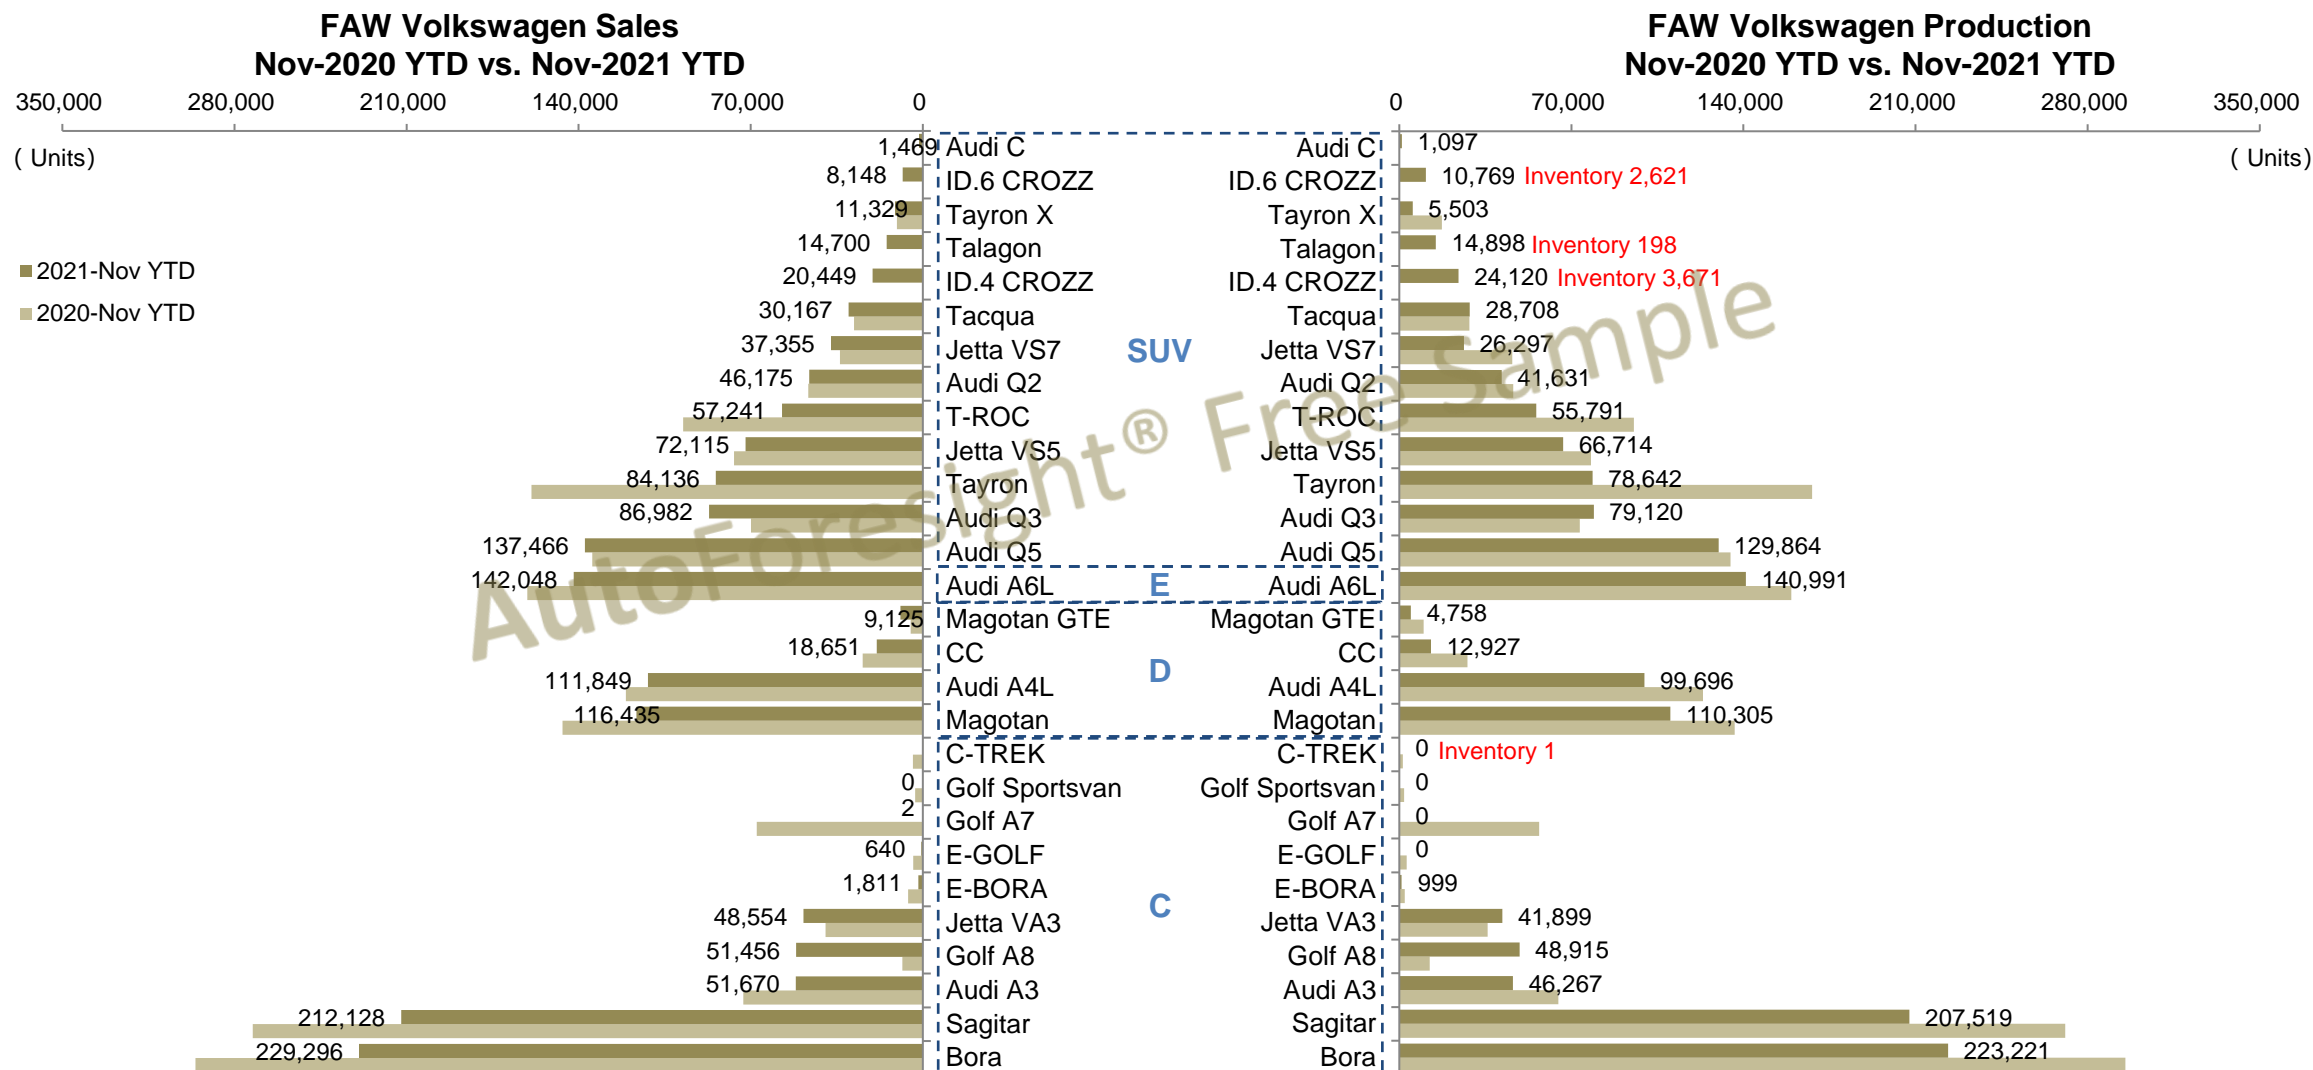 FAW Volkswagen Sales
Nov-2020 YTD vs. Nov-2021 YTD
FAW Volkswagen Production
Nov-2020 YTD vs. Nov-2021 YTD
350,000 280,000 210,000 140,000 70,000 0
0 70,000 140,000 210,000 280,000 350,000
( Units)
( Units)
2021-Nov YTD
2020-Nov YTD
1,469 Audi C Audi C 1,097
8,148 ID.6 CROZZ ID.6 CROZZ 10,769 Inventory 2,621
11,329 Tayron X Tayron X 5,503
14,700 Talagon Talagon 14,898 Inventory 198
20,449 ID.4 CROZZ ID.4 CROZZ 24,120 Inventory 3,671
30,167 Tacqua Tacqua 28,708
37,355 Jetta VS7 SUV Jetta VS7 26,297
46,175 Audi Q2 Audi Q2 41,631
57,241 T-ROC T-ROC 55,791
72,115 Jetta VS5 Jetta VS5 66,714
84,136 Tayron Tayron 78,642
86,982 Audi Q3 Audi Q3 79,120
137,466 Audi Q5 Audi Q5 129,864
142,048 Audi A6L E Audi A6L 140,991
9,125 Magotan GTE Magotan GTE 4,758
18,651 CC CC 12,927
D
111,849 Audi A4L Audi A4L 99,696
116,435 Magotan Magotan 110,305
C-TREK C-TREK 0 Inventory 1
0 Golf Sportsvan Golf Sportsvan 0
2 Golf A7 Golf A7 0
640 E-GOLF E-GOLF 0
1,811 E-BORA E-BORA 999
C
48,554 Jetta VA3 Jetta VA3 41,899
51,456 Golf A8 Golf A8 48,915
51,670 Audi A3 Audi A3 46,267
212,128 Sagitar Sagitar 207,519
229,296 Bora Bora 223,221
AutoForesight® Free Sample